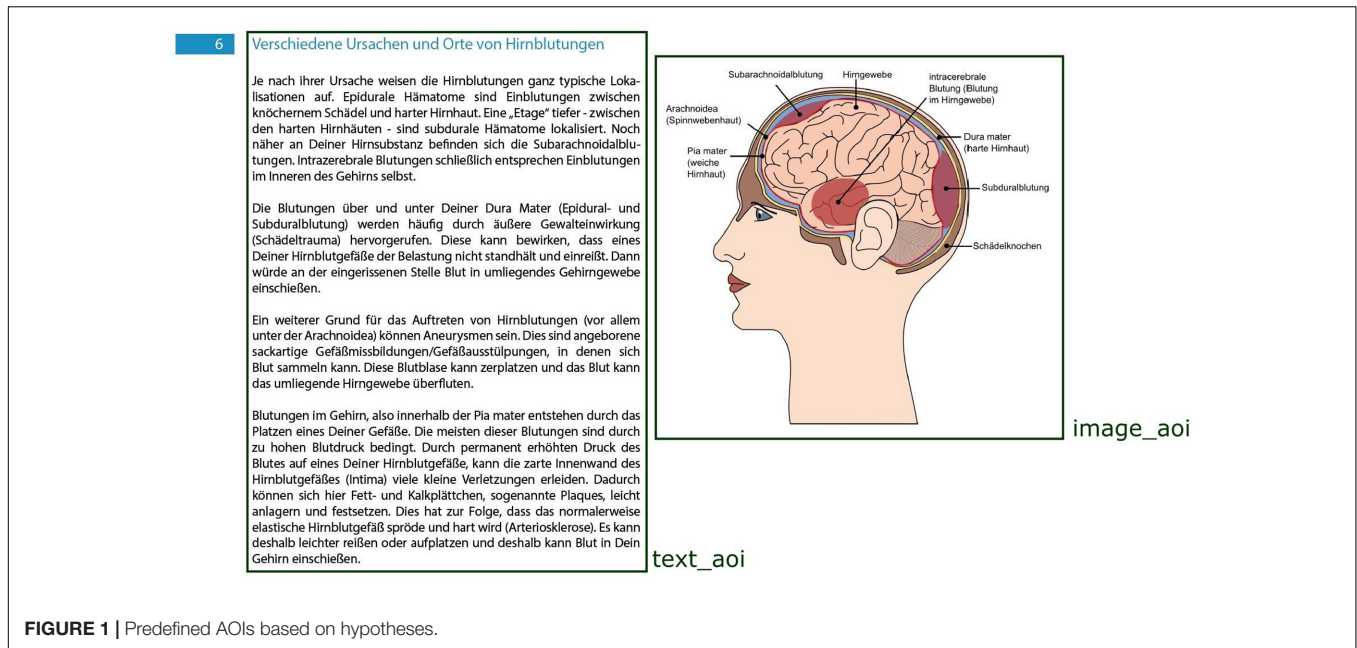 6
Verschiedene Ursachen und Orte von Hirnblutungen
Je nach ihrer Ursache weisen die Hirnblutungen ganz typische Loka-
lisationen auf. Epidurale Hämatome sind Einblutungen zwischen
knöchernem Schädel und harter Hirnhaut. Eine „Etage“ tiefer - zwischen
den harten Hirnhäuten - sind subdurale Hämatome lokalisiert. Noch
näher an Deiner Hirnsubstanz befinden sich die Subarachnoidalblu-
tungen. Intrazerebrale Blutungen schließlich entsprechen Einblutungen
im Inneren des Gehirns selbst.
Die Blutungen über und unter Deiner Dura Mater (Epidural- und
Subduralblutung) werden häufig durch äußere Gewalteinwirkung
(Schädeltrauma) hervorgerufen. Diese kann bewirken, dass eines
Deiner Hirnblutgefäße der Belastung nicht standhält und einreißt. Dann
würde an der eingerissenen Stelle Blut in umliegendes Gehirngewebe
einschießen.
Ein weiterer Grund für das Auftreten von Hirnblutungen (vor allem
unter der Arachnoidea) können Aneurysmen sein. Dies sind angeborene
sackartige Gefäßmissbildungen/Gefäßausstülpungen, in denen sich
Blut sammeln kann. Diese Blutblase kann zerplatzen und das Blut kann
das umliegende Hirngewebe überfluten.
Blutungen im Gehirn, also innerhalb der Pia mater entstehen durch das
Platzen eines Deiner Gefäße. Die meisten dieser Blutungen sind durch
zu hohen Blutdruck bedingt. Durch permanent erhöhten Druck des
Blutes auf eines Deiner Hirnblutgefäße, kann die zarte Innenwand des
Hirnblutgefäßes (Intima) viele kleine Verletzungen erleiden. Dadurch
können sich hier Fett- und Kalkplättchen, sogenannte Plaques, leicht
anlagern und festsetzen. Dies hat zur Folge, dass das normalerweise
elastische Hirnblutgefäß spröde und hart wird (Arteriosklerose). Es kann
deshalb leichter reißen oder aufplatzen und deshalb kann Blut in Dein
Gehirn einschießen.
text_aoi
Subarachnoidalblutung
Hirngewebe
intracerebrale
Blutung (Blutung
im Hirngewebe)
Arachnoidea
(Spinnwebenhaut)
Pia mater
(weiche
Hirnhaut)
Dura mater
(harte Hirnhaut)
Subduralblutung
Schädelknochen
image_aoi
FIGURE 1 | Predefined AOIs based on hypotheses.